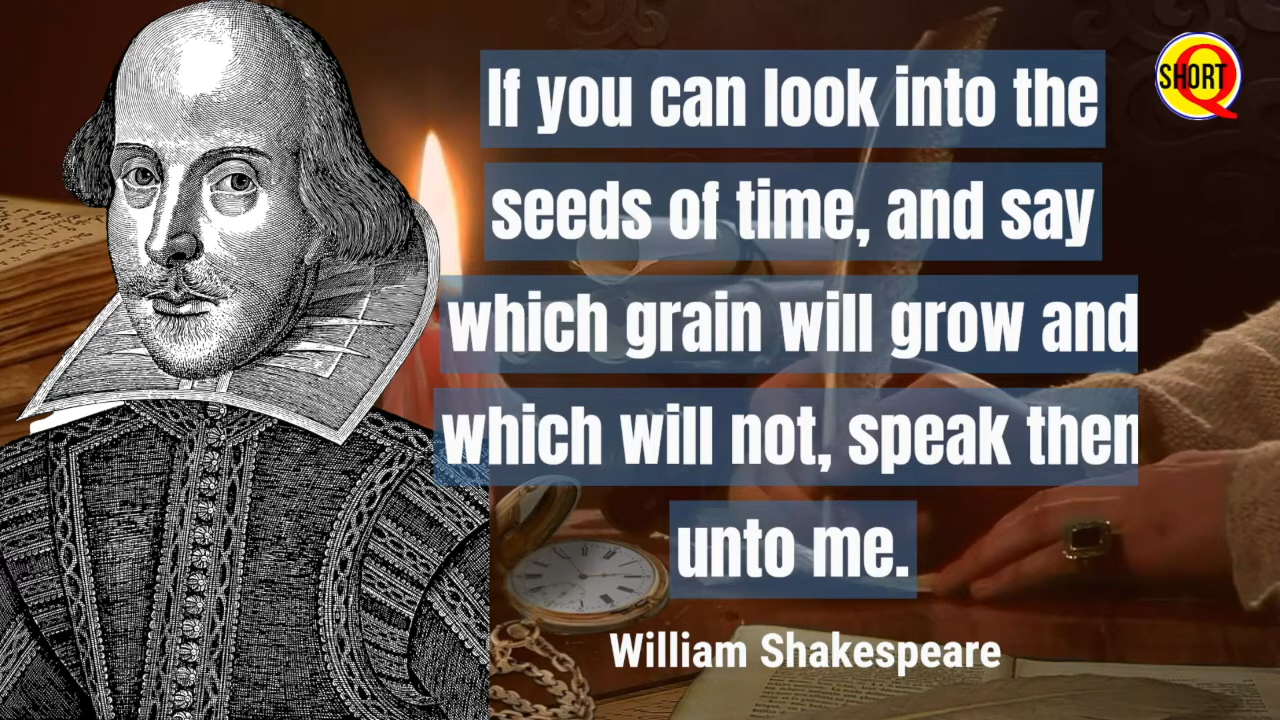 SHORT Q
If you can look into the
seeds of time, and say
which grain will grow and
which will not, speak then
unto me.
William Shakespeare